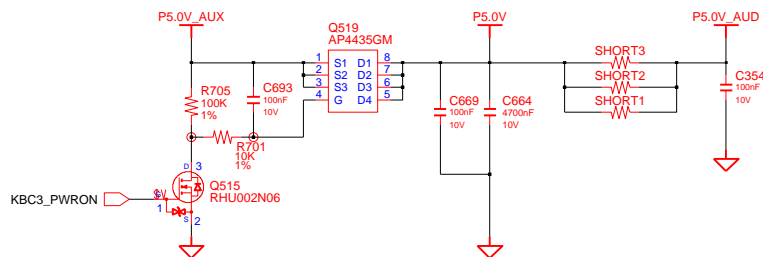 P5.0V_AUX
Q519
AP4435GM
P5.0V
P5.0V_AUD
1 S1 D1 8
2 S2 D2 7
3 S3 D3 6
4 G D4 5
R705
100K
1%
C693
100nF
10V
R701
10K
1%
C669
100nF
10V
C664
4700nF
10V
SHORT3
SHORT2
SHORT1
C354
100nF
10V
D 3
Q515
RHU002N06
KBC3_PWRON
G
1
S 2